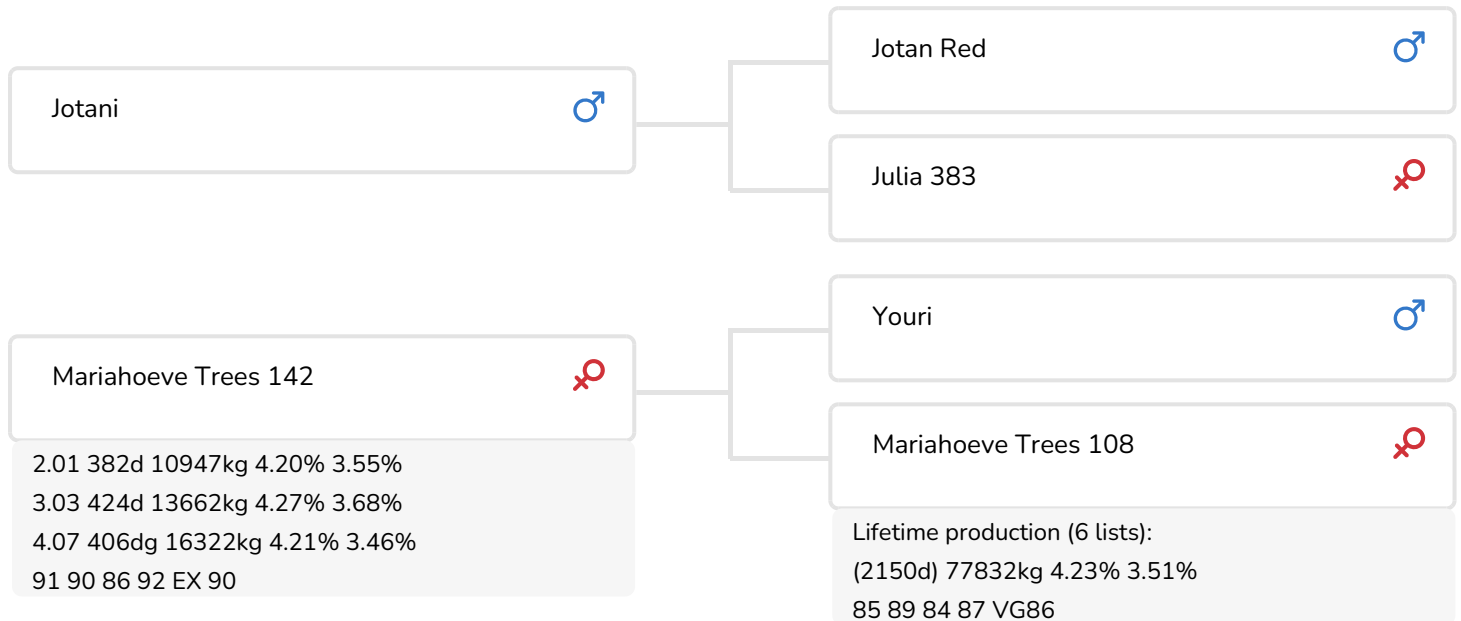 Jotani
Jotan Red
Julia 383
Mariahoeve Trees 142
2.01 382d 10947kg 4.20% 3.55%
3.03 424d 13662kg 4.27% 3.68%
4.07 406dg 16322kg 4.21% 3.46%
91 90 86 92 EX 90
Youri
Mariahoeve Trees 108
Lifetime production (6 lists):
(2150d) 77832kg 4.23% 3.51%
85 89 84 87 VG86